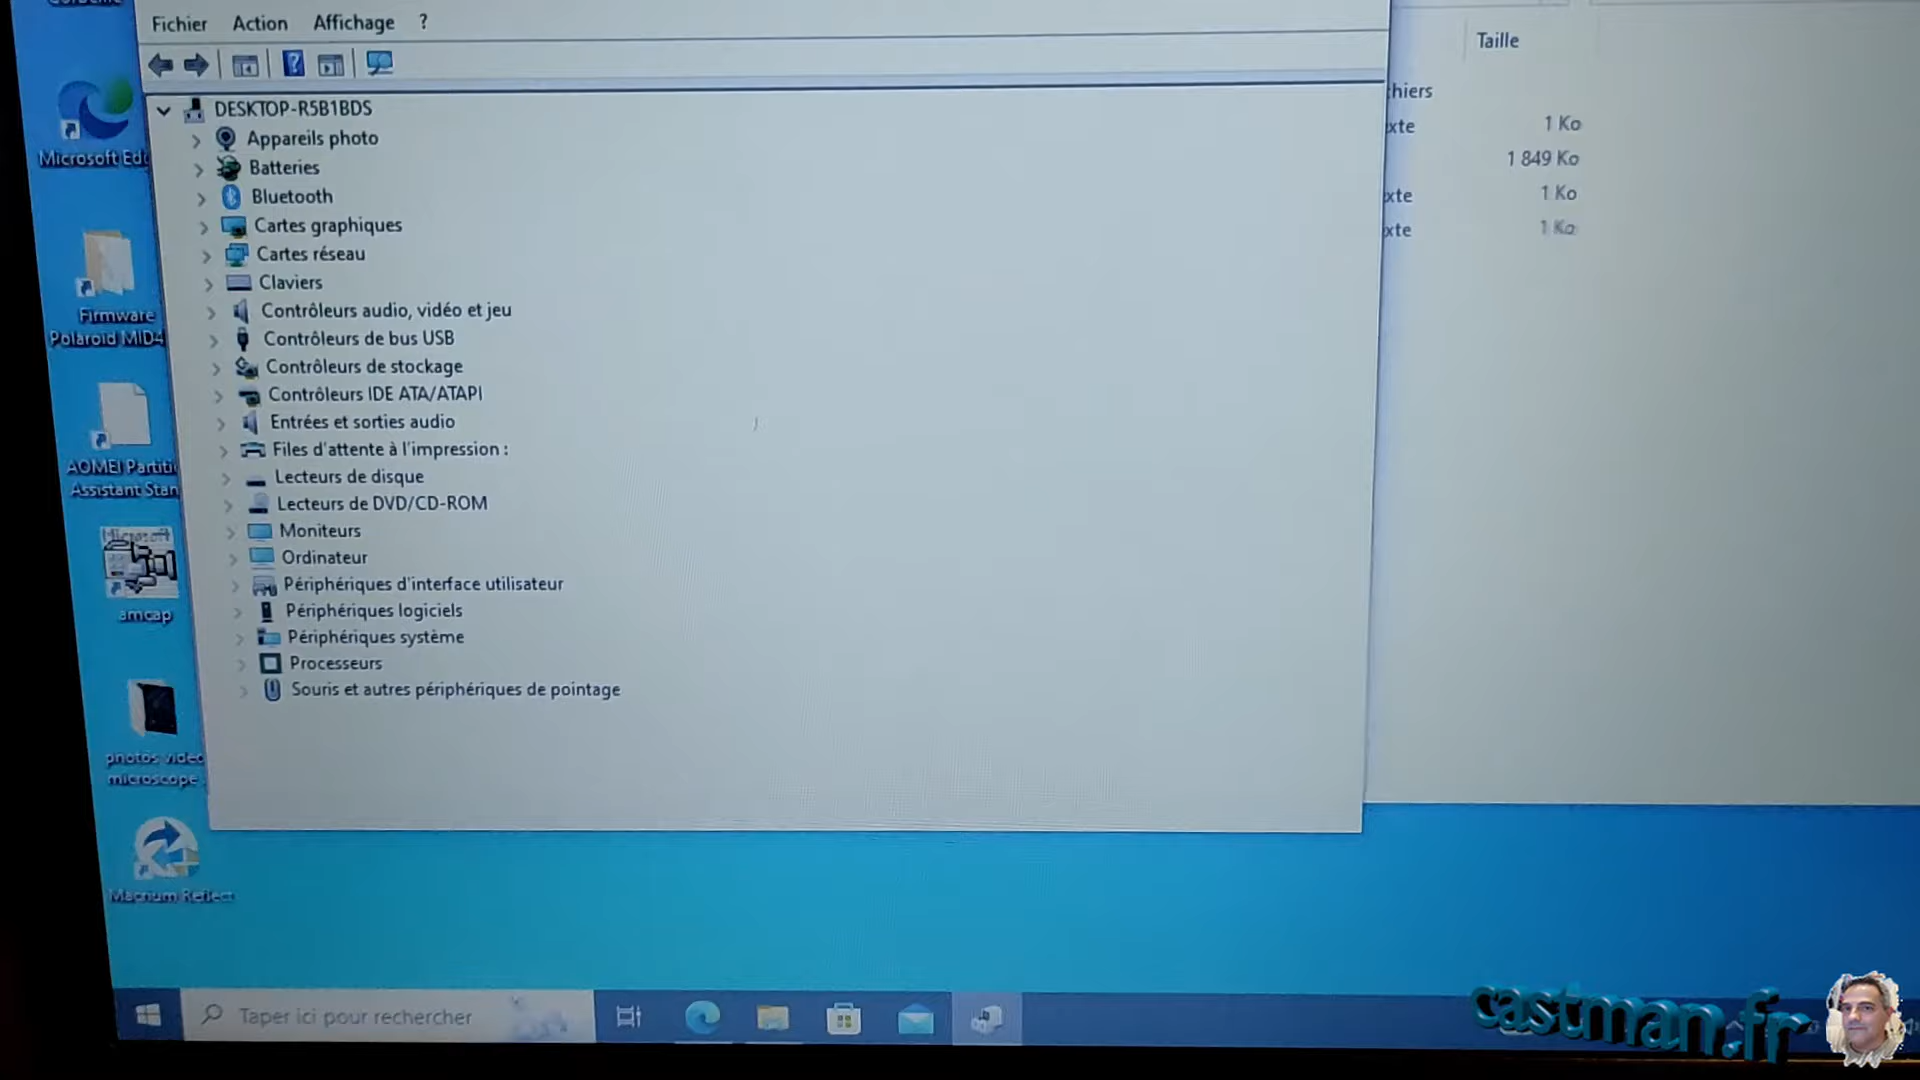 Fichier Action Affichage ?
Taille
DESKTOP-R5B1BDS
Appareils photo
Batteries
Bluetooth
Cartes graphiques
Cartes réseau
Claviers
Contrôleurs audio, vidéo et jeu
Contrôleurs de bus USB
Contrôleurs de stockage
Contrôleurs IDE ATA/ATAPI
Entrées et sorties audio
Files d'attente à l'impression :
Lecteurs de disque
Lecteurs de DVD/CD-ROM
Moniteurs
Ordinateur
Périphériques d'interface utilisateur
Périphériques logiciels
Périphériques système
Processeurs
Souris et autres périphériques de pointage
hiers
xte 1 Ko
1 849 Ko
xte 1 Ko
xte 1 Ko
Microsoft Ed
Firmware
Polaroid MID4
AOMEI Partiti
Assistant Stan
Microsoft
amcap
photos video
microscope
Macrium Reflect
Taper ici pour rechercher
castman.fr